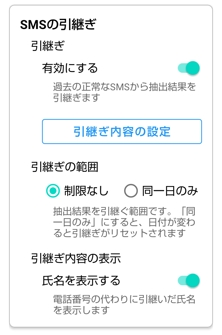 SMSの引継ぎ
引継ぎ
有効にする
過去の正常なSMSから抽出結果を
引継ぎます
引継ぎ内容の設定
引継ぎの範囲
制限なし 同一日のみ
抽出結果を引継ぐ範囲です。「同
一日のみ」にすると、日付が変わ
ると引継ぎがリセットされます
引継ぎ内容の表示
氏名を表示する
電話番号の代わりに引継いだ氏名
を表示します